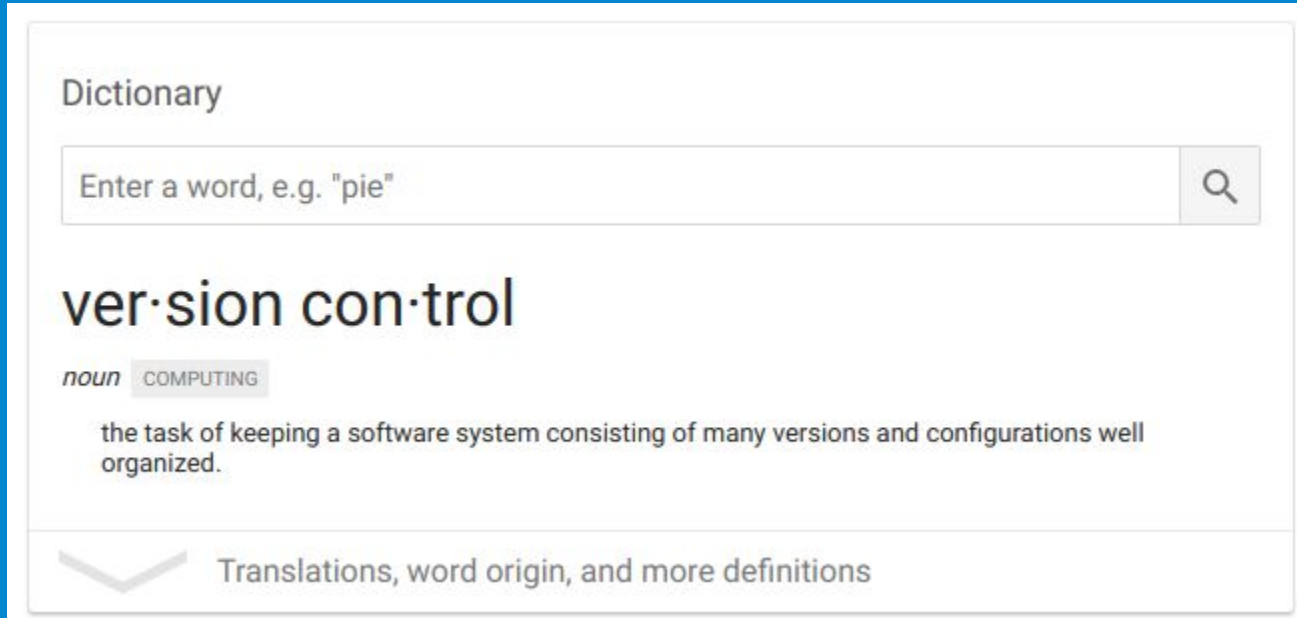 Dictionary
Enter a word, e.g. "pie"
ver·sion con·trol
noun COMPUTING
the task of keeping a software system consisting of many versions and configurations well
organized.
Translations, word origin, and more definitions